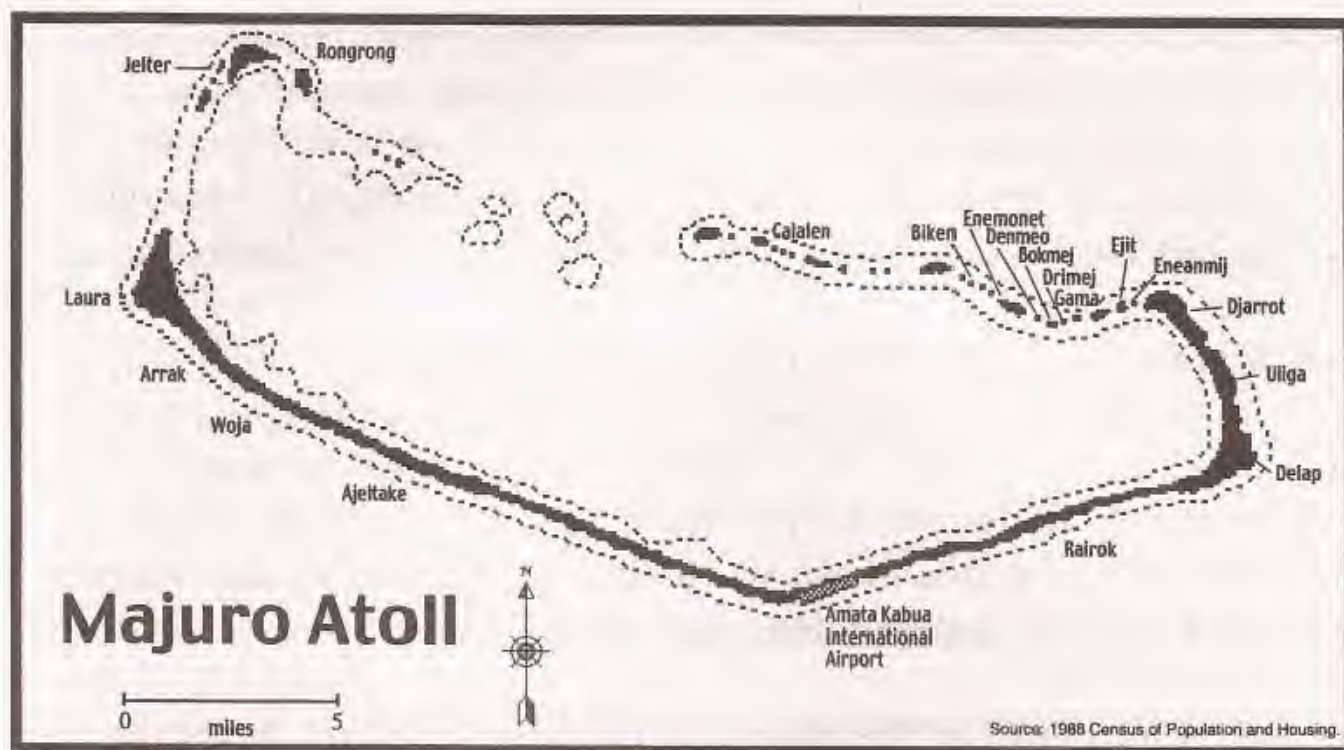 Rongrong
Jelter
Enemonet
Denmeo
Calalen
Biken
Bokmej
Ejit
Drimej
Eneanmij
Gama
Laura
Djarrot
Arrak
Uliga
Woja
Delap
Ajeltake
Rairok
N
Amata Kabua
International
Airport
Majuro Atoll
0 miles 5
Source: 1988 Census of Population and Housing.